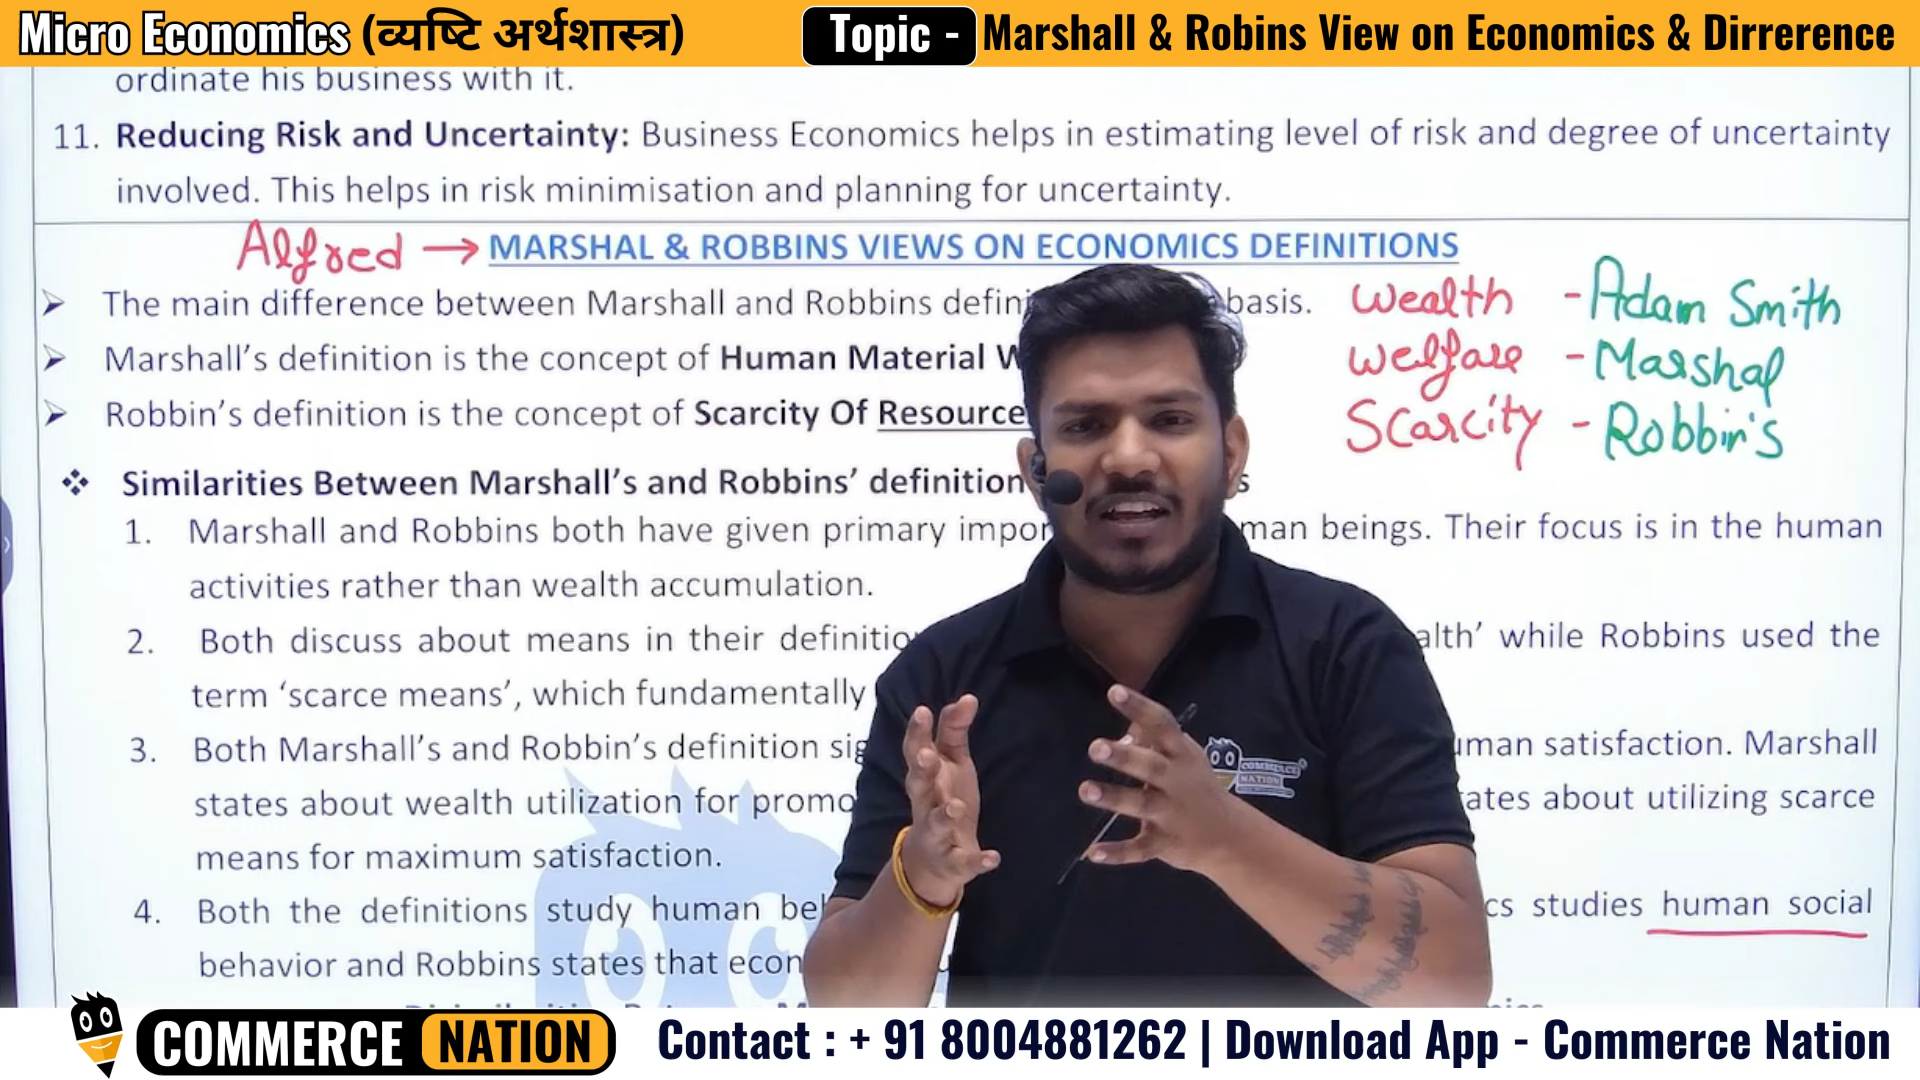 Micro Economics (व्यष्टि अर्थशास्त्र) Topic - Marshall & Robins View on Economics & Dirrerence
ordinate his business with it.
11. Reducing Risk and Uncertainty: Business Economics helps in estimating level of risk and degree of uncertainty
involved. This helps in risk minimisation and planning for uncertainty.
Alfred → MARSHAL & ROBBINS VIEWS ON ECONOMICS DEFINITIONS
➢ The main difference between Marshall and Robbins defini basis.
Wealth - Adam Smith
➢ Marshall's definition is the concept of Human Material W
Welfare - Marshal
➢ Robbin's definition is the concept of Scarcity Of Resource
Scarcity - Robbin's
❖ Similarities Between Marshall's and Robbins' definition s
1. Marshall and Robbins both have given primary impor man beings. Their focus is in the human
activities rather than wealth accumulation.
2. Both discuss about means in their definitio alth' while Robbins used the
term 'scarce means', which fundamentally
3. Both Marshall's and Robbin's definition sig uman satisfaction. Marshall
states about wealth utilization for promo ates about utilizing scarce
means for maximum satisfaction.
4. Both the definitions study human be cs studies human social
behavior and Robbins states that econ
COMMERCE NATION
COMMERCE NATION Contact : + 91 8004881262 | Download App - Commerce Nation